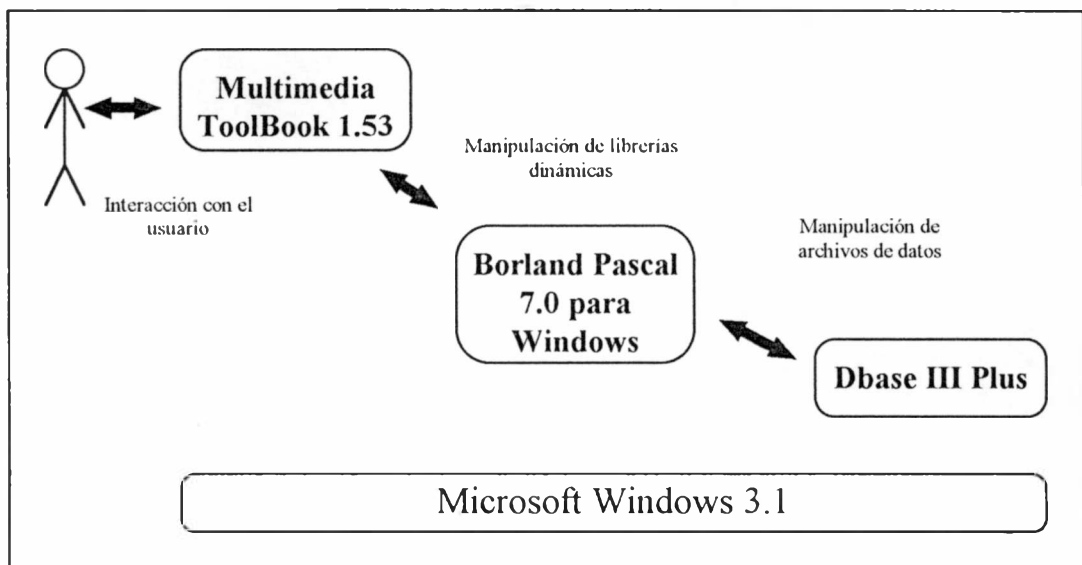 Multimedia
ToolBook 1.53
Manipulación de librerías
dinámicas
Interacción con el
usuario
Manipulación de
archivos de datos
Borland Pascal
7.0 para
Windows
Dbase III Plus
Microsoft Windows 3.1